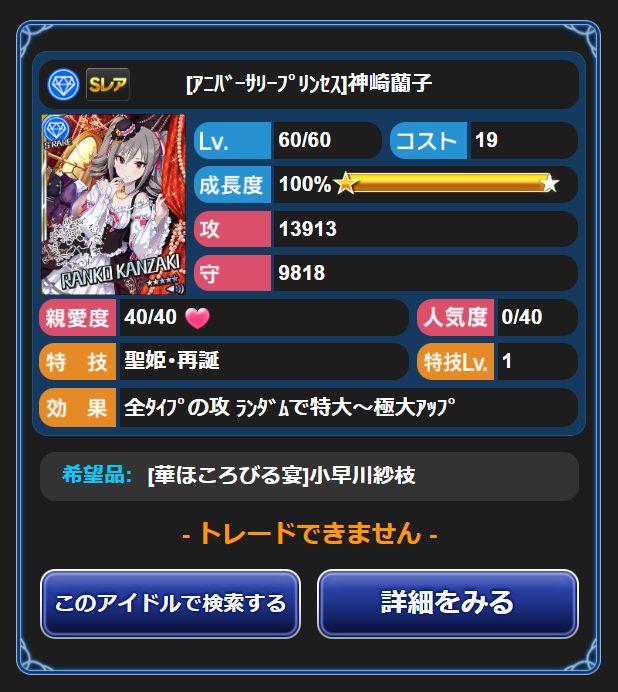 Sレア [ｱﾆﾊﾞｰｻﾘｰﾌﾟﾘﾝｾｽ]神崎蘭子
S RARE
RANKO KANZAKI
Lv. 60/60 コスト 19
成長度 100%
攻 13913
守 9818
親愛度 40/40 人気度 0/40
特 技 聖姫･再誕 特技Lv. 1
効 果 全ﾀｲﾌﾟの攻 ﾗﾝﾀﾞﾑで特大～極大ｱｯﾌﾟ
希望品: [華ほころびる宴]小早川紗枝
- トレードできません -
このアイドルで検索する 詳細をみる